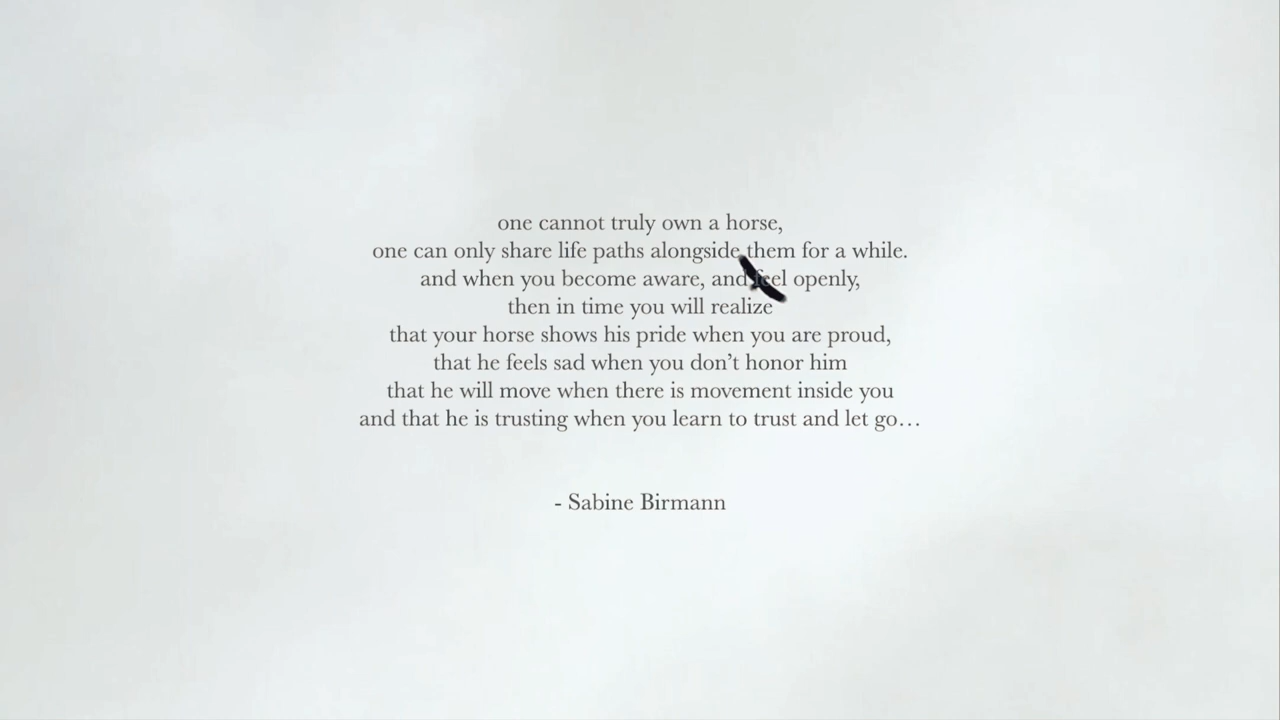 one cannot truly own a horse,
one can only share life paths alongside them for a while.
and when you become aware, and feel openly,
then in time you will realize
that your horse shows his pride when you are proud,
that he feels sad when you don’t honor him
that he will move when there is movement inside you
and that he is trusting when you learn to trust and let go…
- Sabine Birmann